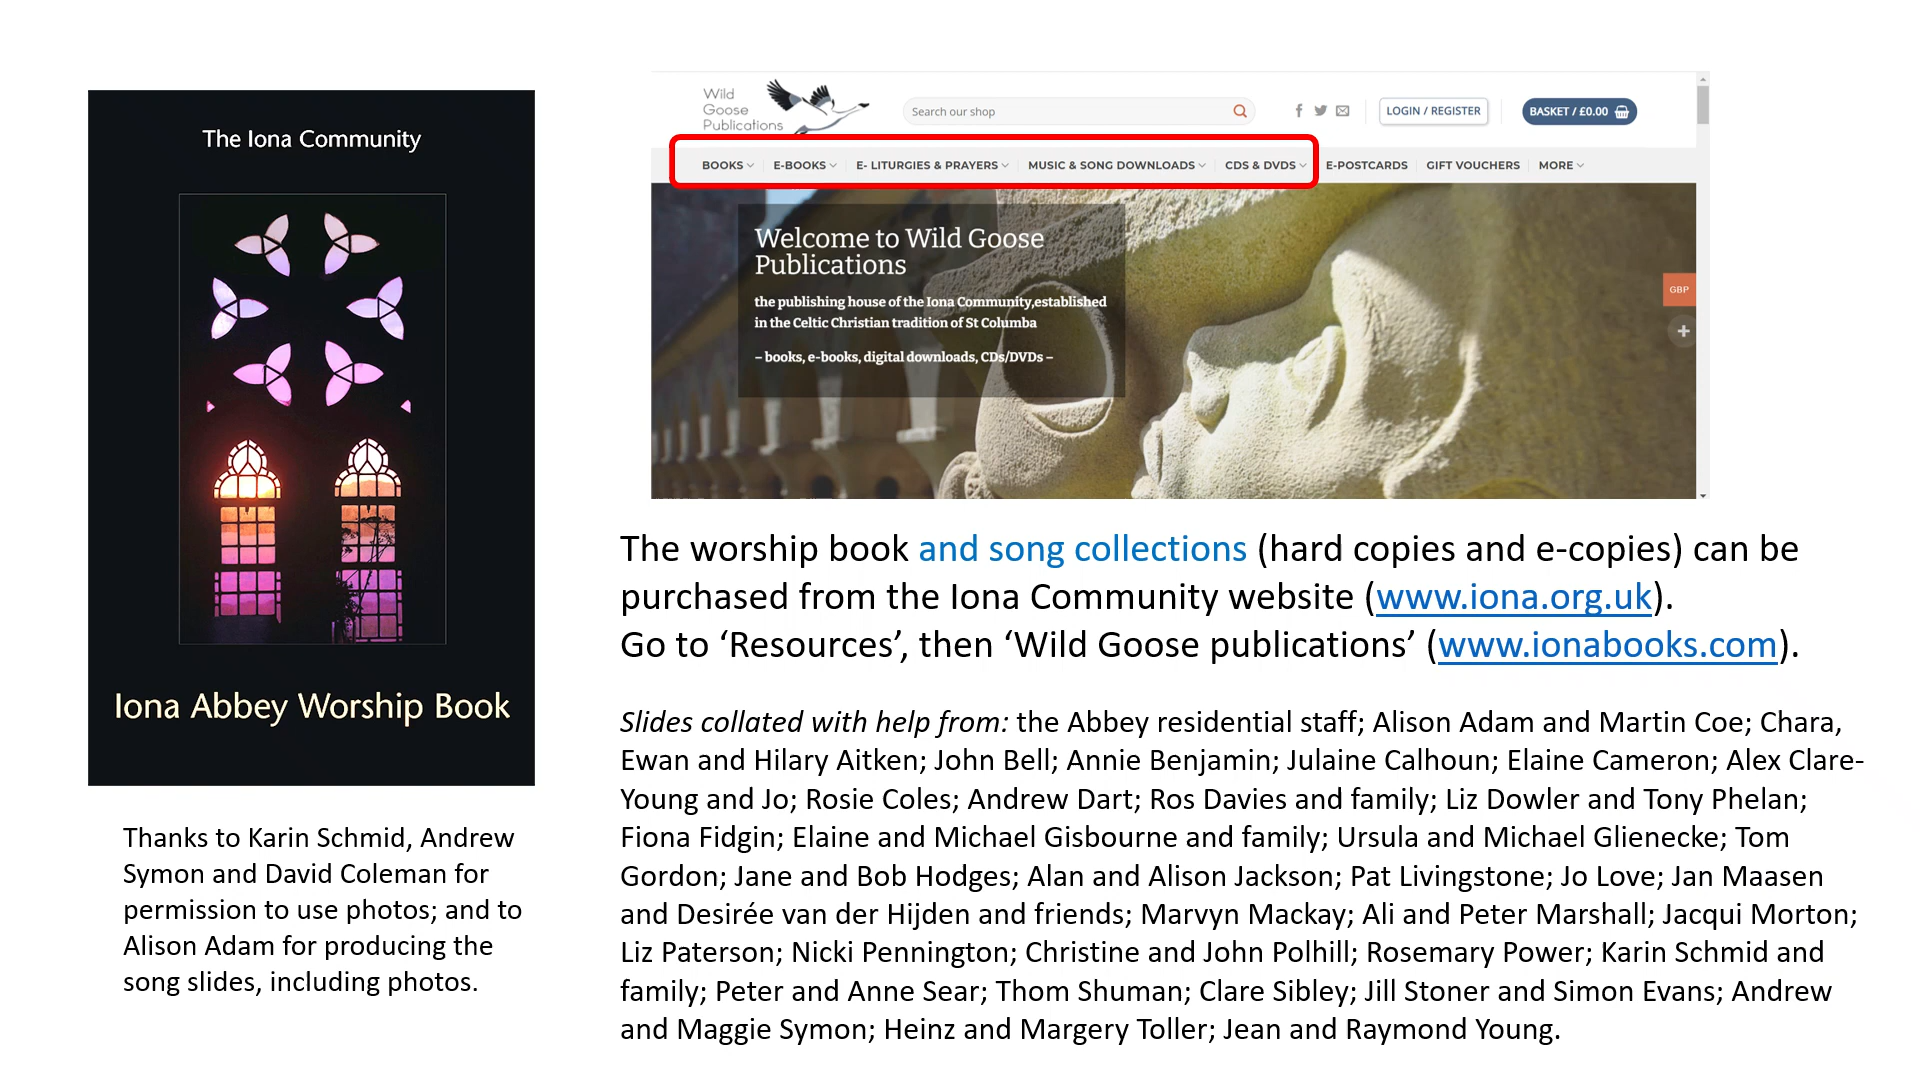 The Iona Community
Iona Abbey Worship Book
Thanks to Karin Schmid, Andrew
Symon and David Coleman for
permission to use photos; and to
Alison Adam for producing the
song slides, including photos.
Wild
Goose
Publications
Search our shop
LOGIN / REGISTER
BASKET / £0.00
BOOKS
E-BOOKS
E- LITURGIES & PRAYERS
MUSIC & SONG DOWNLOADS
CDS & DVDS
E-POSTCARDS
GIFT VOUCHERS
MORE
Welcome to Wild Goose
Publications
the publishing house of the Iona Community,established
in the Celtic Christian tradition of St Columba
– books, e-books, digital downloads, CDs/DVDs –
GBP
+
The worship book and song collections (hard copies and e-copies) can be
purchased from the Iona Community website (www.iona.org.uk).
Go to ‘Resources’, then ‘Wild Goose publications’ (www.ionabooks.com).
Slides collated with help from: the Abbey residential staff; Alison Adam and Martin Coe; Chara,
Ewan and Hilary Aitken; John Bell; Annie Benjamin; Julaine Calhoun; Elaine Cameron; Alex Clare-
Young and Jo; Rosie Coles; Andrew Dart; Ros Davies and family; Liz Dowler and Tony Phelan;
Fiona Fidgin; Elaine and Michael Gisbourne and family; Ursula and Michael Glienecke; Tom
Gordon; Jane and Bob Hodges; Alan and Alison Jackson; Pat Livingstone; Jo Love; Jan Maasen
and Desirée van der Hijden and friends; Marvyn Mackay; Ali and Peter Marshall; Jacqui Morton;
Liz Paterson; Nicki Pennington; Christine and John Polhill; Rosemary Power; Karin Schmid and
family; Peter and Anne Sear; Thom Shuman; Clare Sibley; Jill Stoner and Simon Evans; Andrew
and Maggie Symon; Heinz and Margery Toller; Jean and Raymond Young.